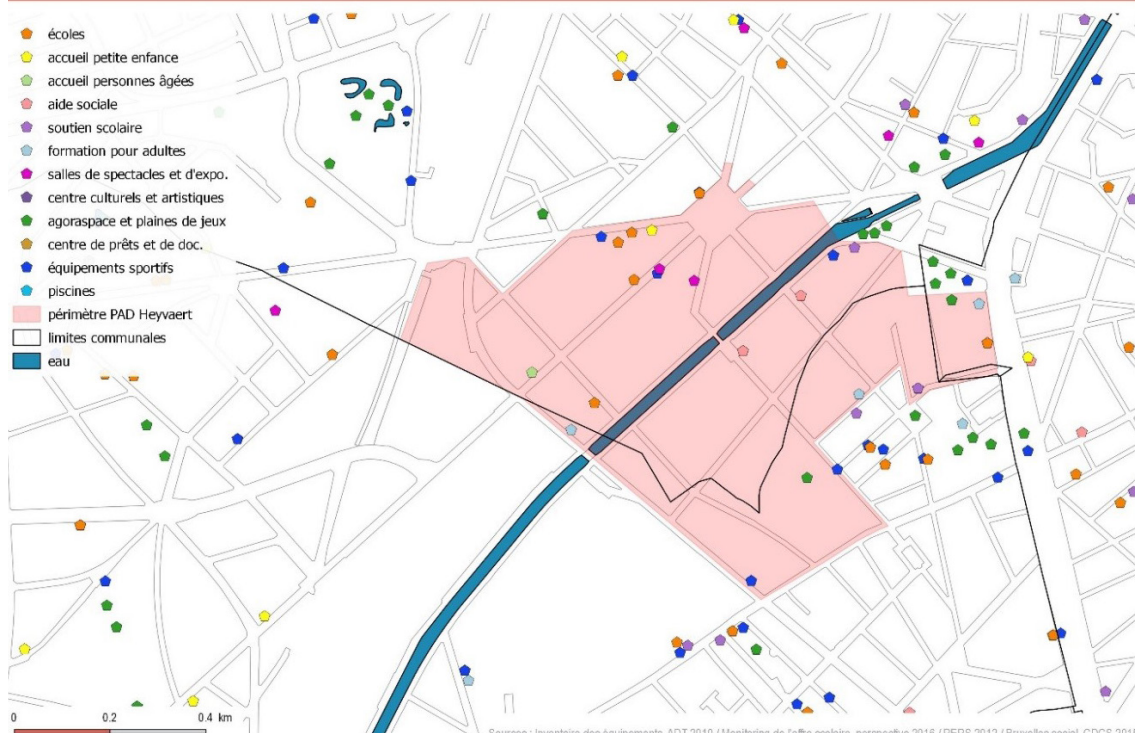 écoles
accueil petite enfance
accueil personnes âgées
aide sociale
soutien scolaire
formation pour adultes
salles de spectacles et d'expo.
centre culturels et artistiques
agoraspace et plaines de jeux
centre de prêts et de doc.
équipements sportifs
piscines
périmètre PAD Heyvaert
limites communales
eau
0 0.2 0.4 km